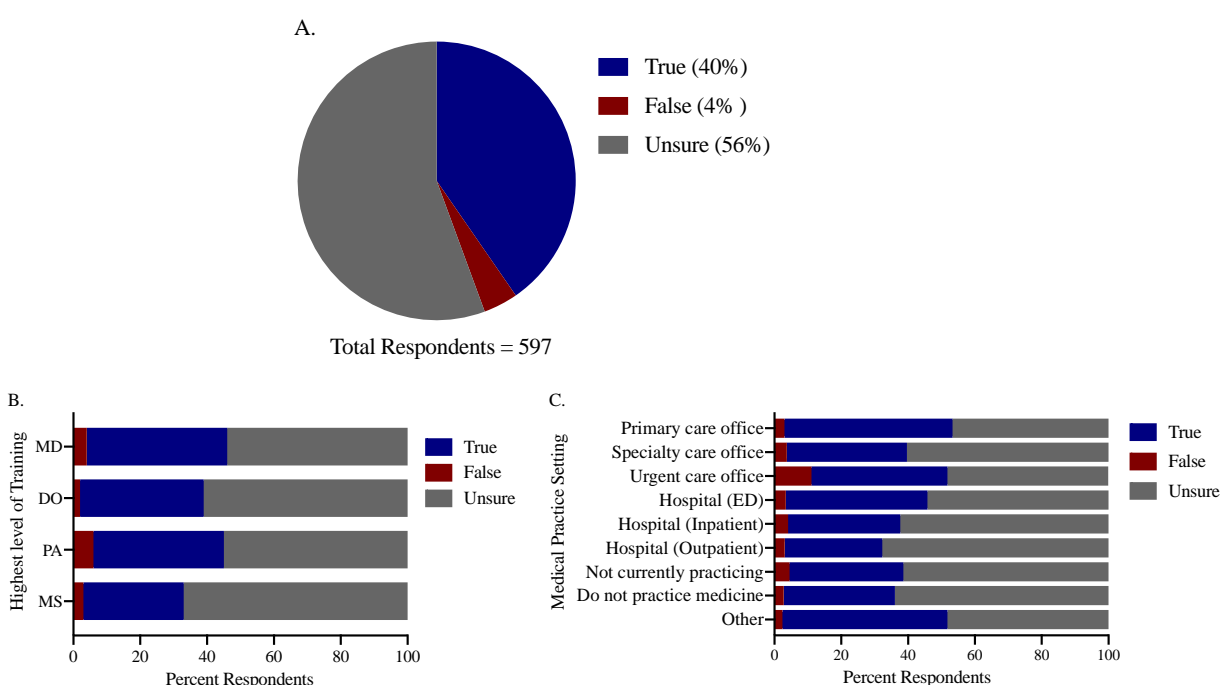 A.
True (40%)
False (4% )
Unsure (56%)
Total Respondents = 597
B.
Highest level of Training
MD
DO
PA
MS
0 20 40 60 80 100
Percent Respondents
True
False
Unsure
C.
Medical Practice Setting
Primary care office
Specialty care office
Urgent care office
Hospital (ED)
Hospital (Inpatient)
Hospital (Outpatient)
Not currently practicing
Do not practice medicine
Other
0 20 40 60 80 100
Percent Respondents
True
False
Unsure